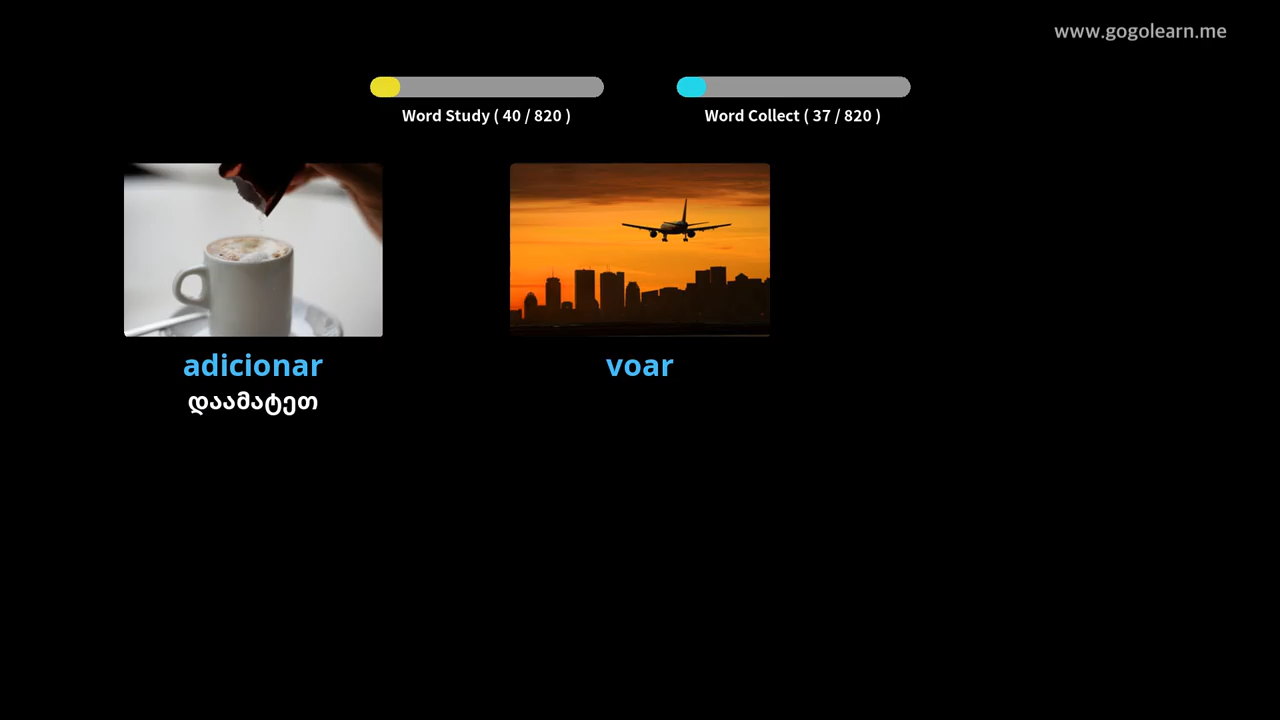 www.gogolearn.me
Word Study ( 40 / 820 )
Word Collect ( 37 / 820 )
adicionar
დაამატეთ
voar